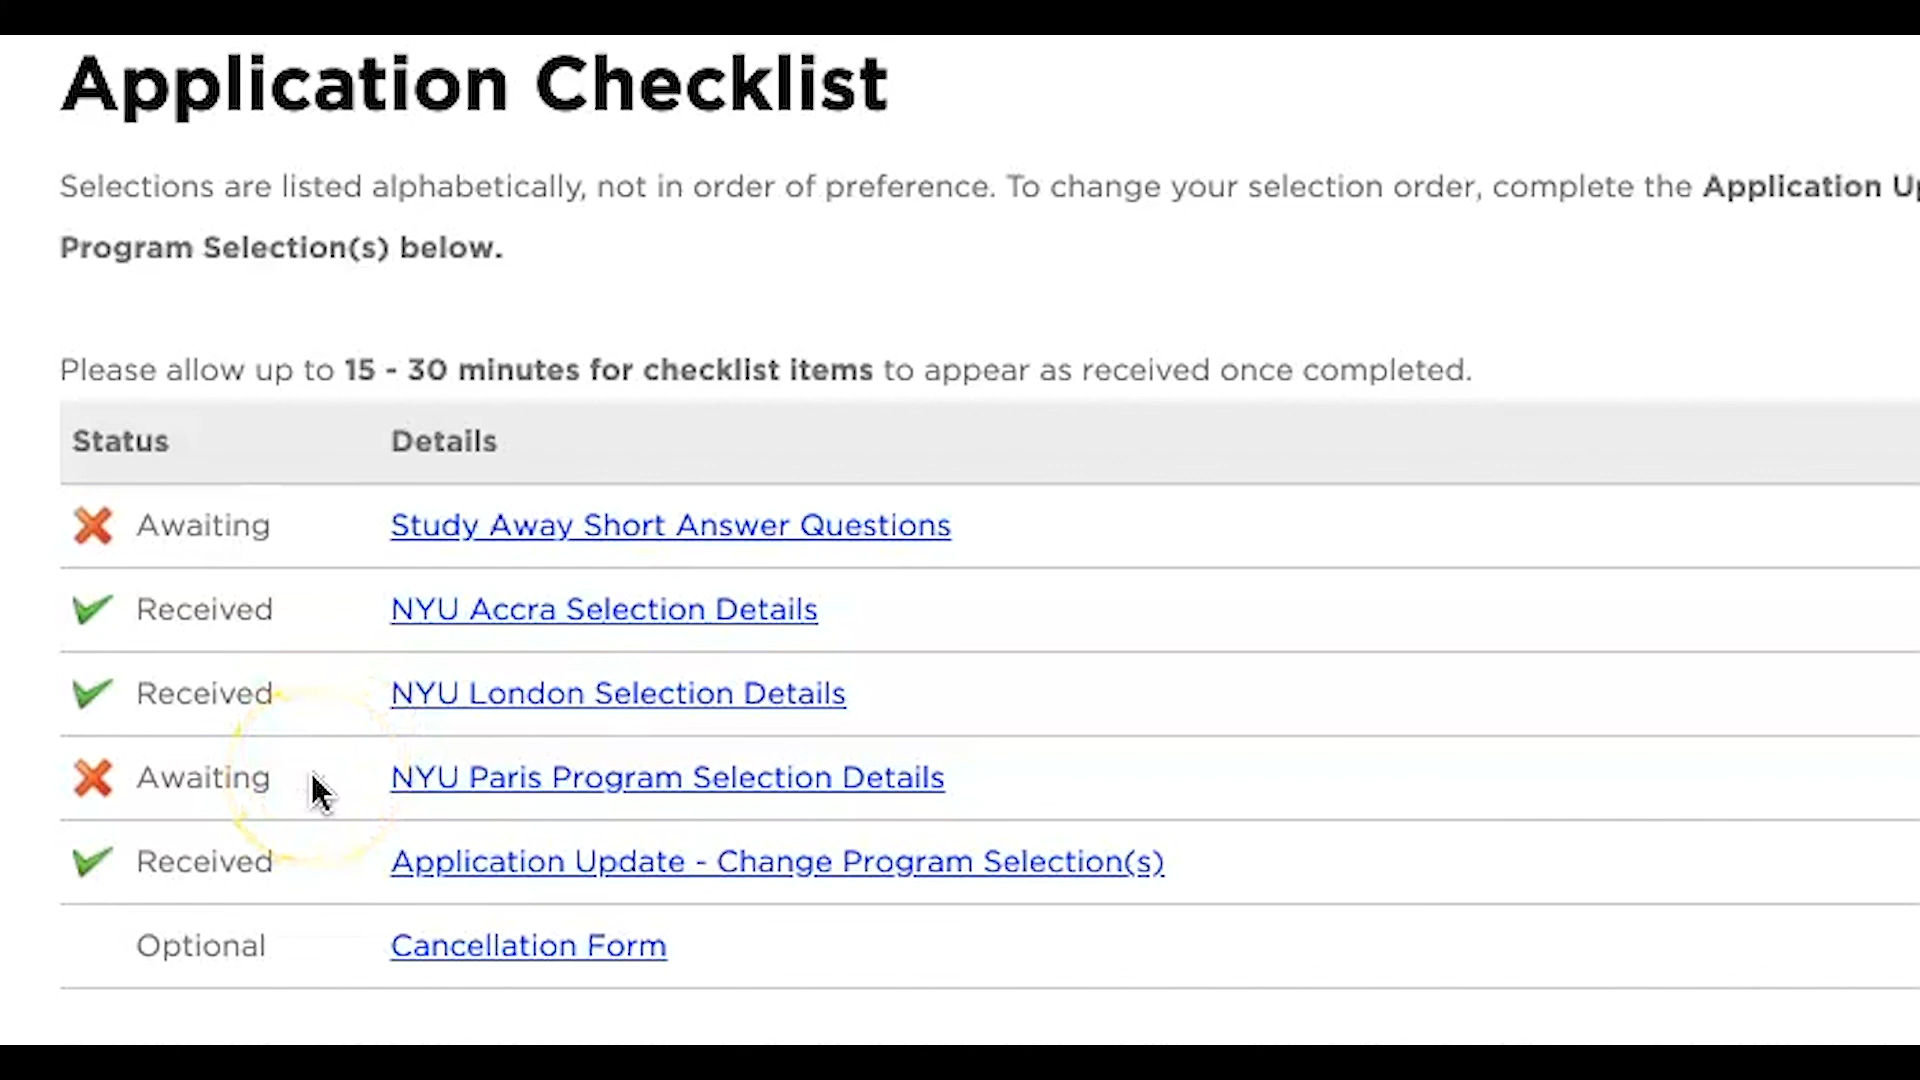 Application Checklist
Selections are listed alphabetically, not in order of preference. To change your selection order, complete the Application
Program Selection(s) below.
Please allow up to 15 - 30 minutes for checklist items to appear as received once completed.
Status Details
Awaiting Study Away Short Answer Questions
Received NYU Accra Selection Details
Received NYU London Selection Details
Awaiting NYU Paris Program Selection Details
Received Application Update - Change Program Selection(s)
Optional Cancellation Form